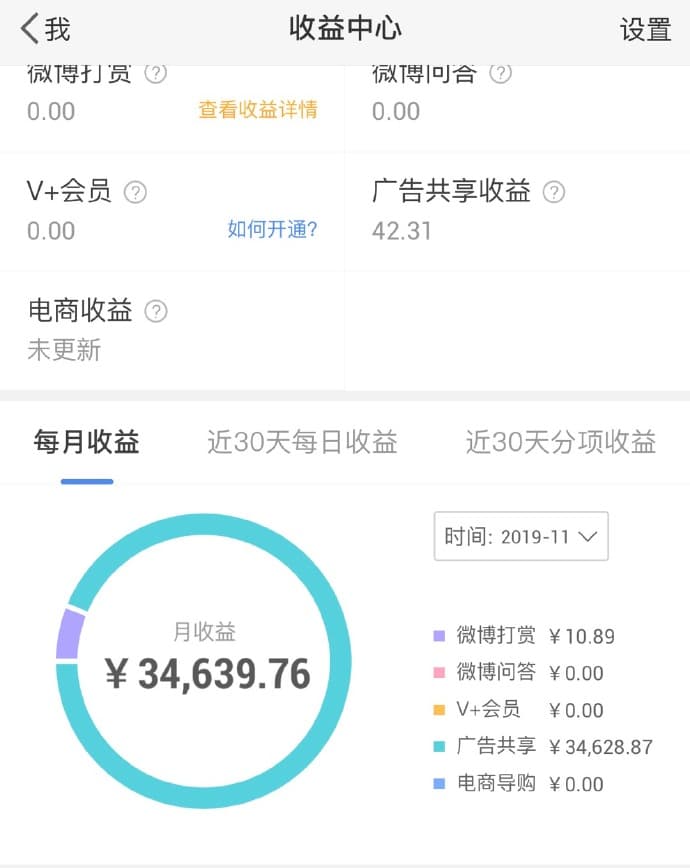 我 收益中心 设置
微博打赏 ? 微博问答 ?
0.00 查看收益详情 0.00
V+会员 ? 广告共享收益 ?
0.00 如何开通? 42.31
电商收益 ?
未更新
每月收益 近30天每日收益 近30天分项收益
时间: 2019-11
月收益
¥ 34,639.76
微博打赏 ¥10.89
微博问答 ¥0.00
V+会员 ¥0.00
广告共享 ¥34,628.87
电商导购 ¥0.00